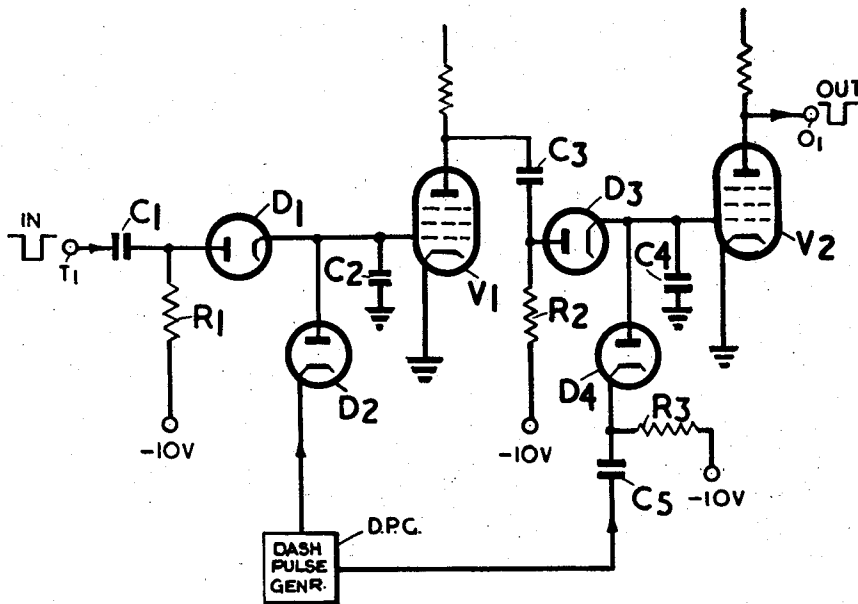 IN
T1
C1
R1
-10V
D1
D2
C2
V1
C3
D3
R2
-10V
D4
C4
V2
OUT
O1
R3
-10V
C5
D.P.G.
DASH
PULSE
GENR.